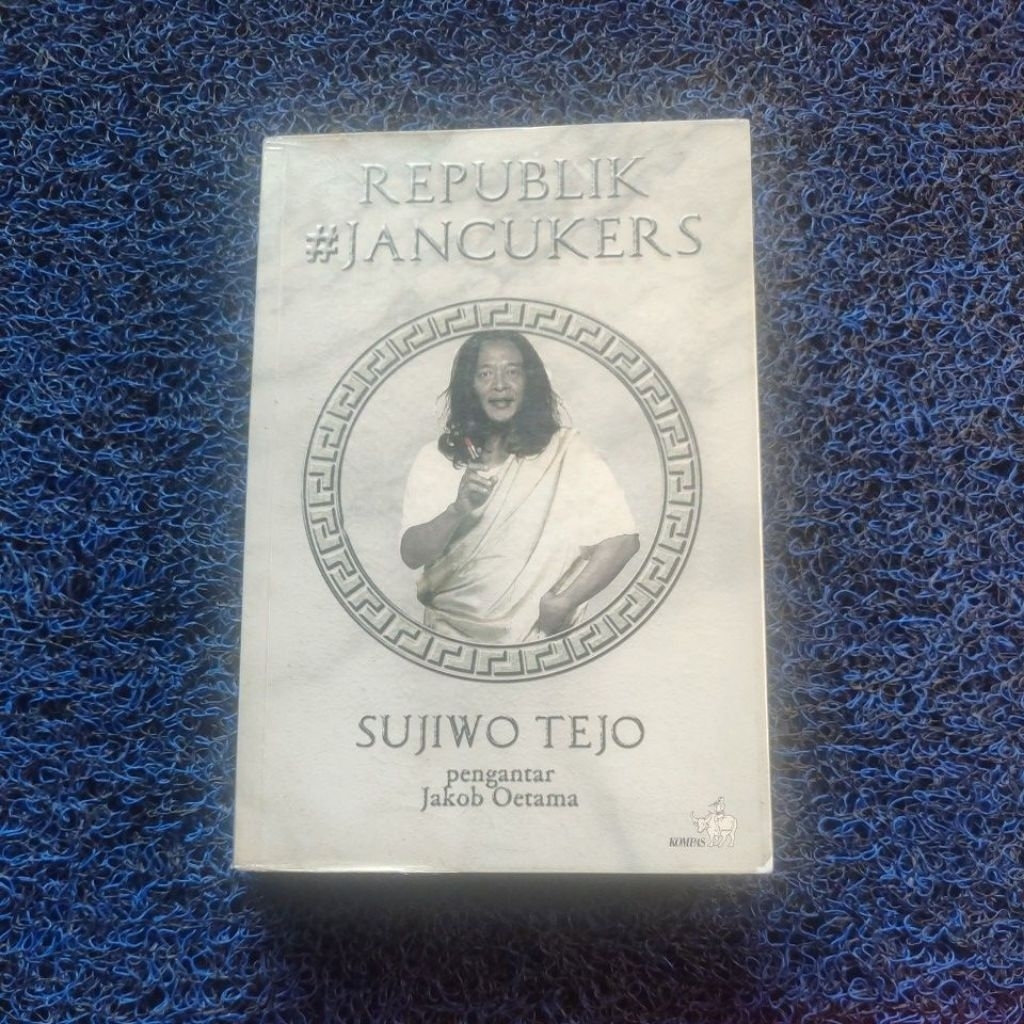 REPUBLIK
#JANCUKERS
SUJIWO TEJO
pengantar
Jakob Oetama
KOMPAS